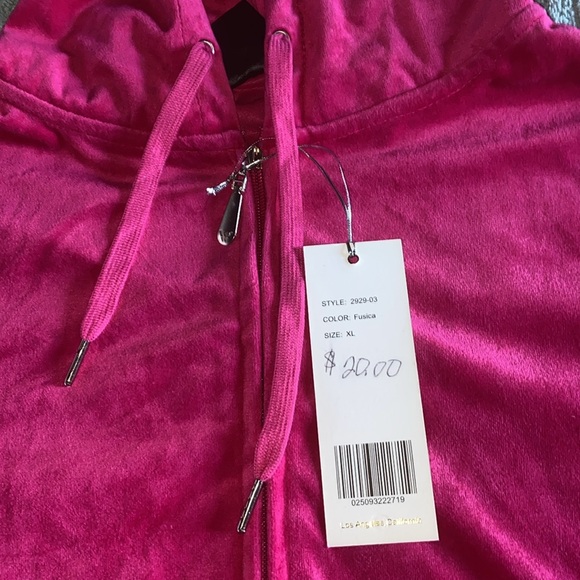 STYLE: 2929-03
COLOR: Fusica
SIZE: XL
$20.00
025093222719
Los Angeles California